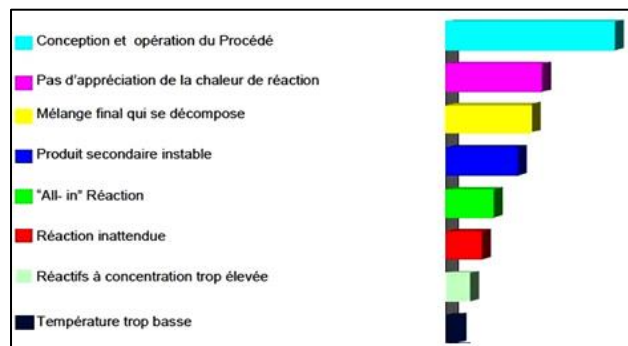 Conception et opération du Procédé
Pas d'appréciation de la chaleur de réaction
Mélange final qui se décompose
Produit secondaire instable
"All- in" Réaction
Réaction inattendue
Réactifs à concentration trop élevée
Température trop basse